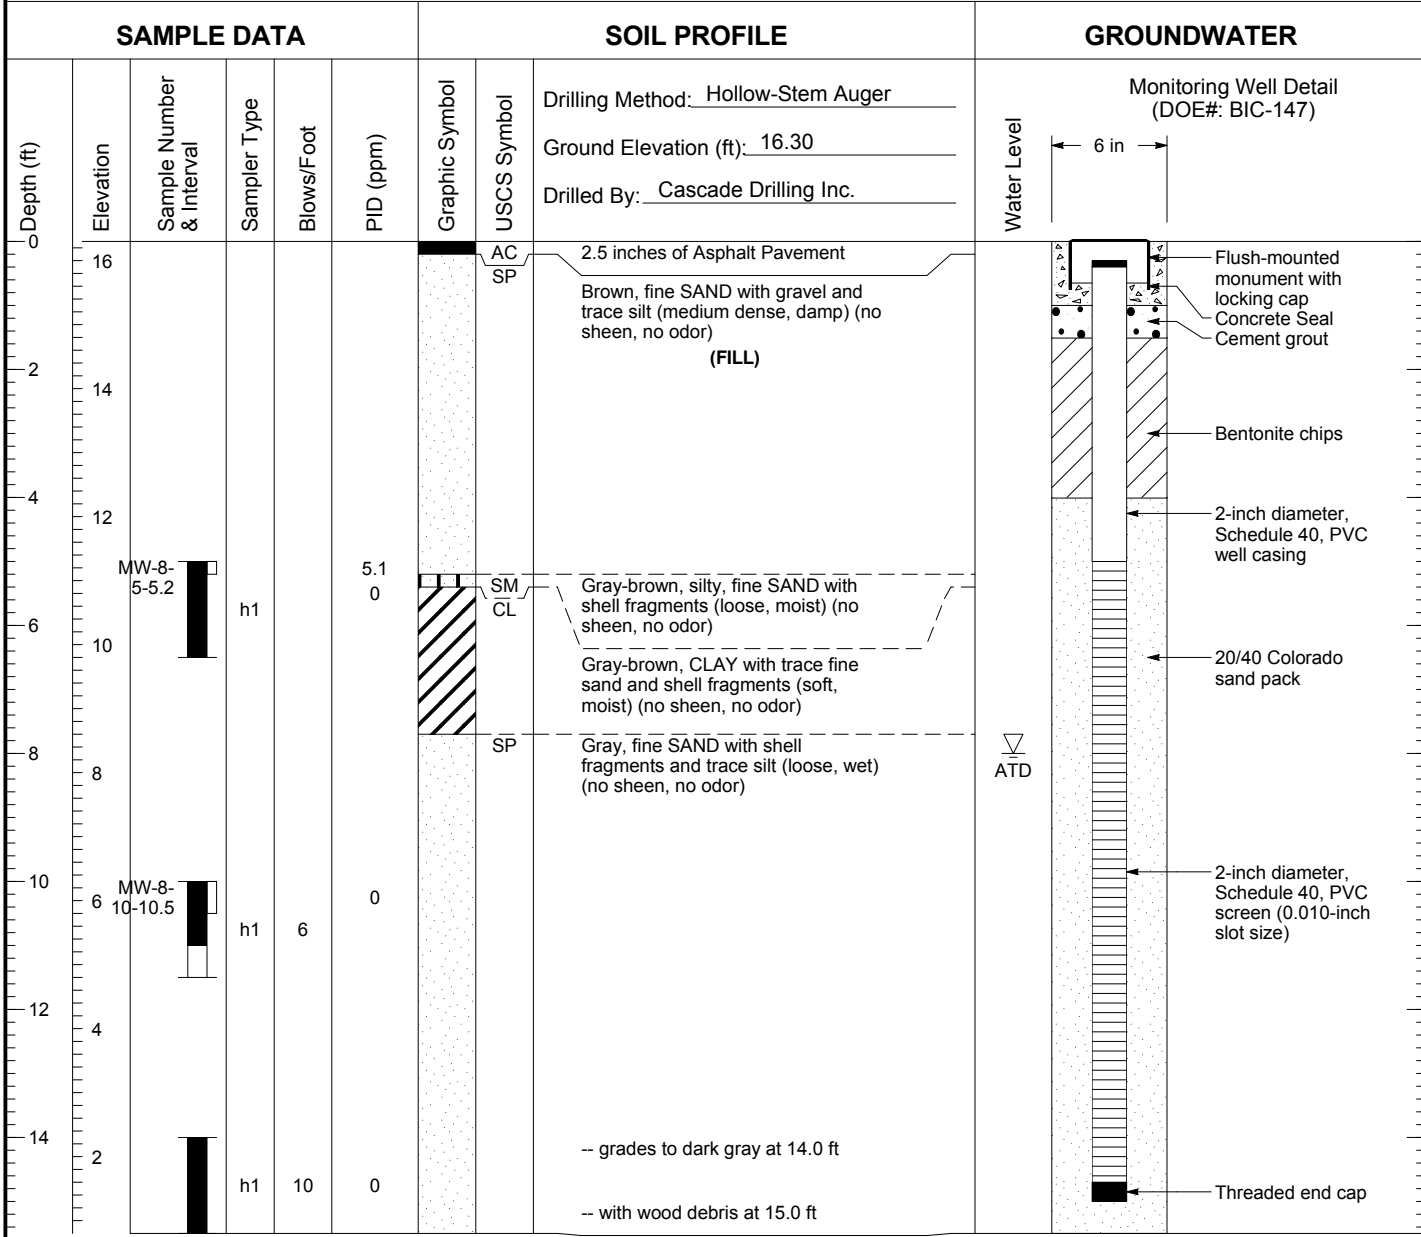 SAMPLE DATA
SOIL PROFILE
GROUNDWATER
Depth (ft)
Elevation
Sample Number
& Interval
Sampler Type
Blows/Foot
PID (ppm)
Graphic Symbol
USCS Symbol
Drilling Method: Hollow-Stem Auger
Ground Elevation (ft): 16.30
Drilled By: Cascade Drilling Inc.
Water Level
Monitoring Well Detail
(DOE#: BIC-147)
6 in
0
2
4
6
8
10
12
14
16
14
12
10
8
6
4
2
MW-8-
5-5.2
h1
5.1
0
MW-8-
10-10.5
h1
6
0
h1
10
0
AC
SP
SM
CL
SP
2.5 inches of Asphalt Pavement
Brown, fine SAND with gravel and
trace silt (medium dense, damp) (no
sheen, no odor)
(FILL)
Gray-brown, silty, fine SAND with
shell fragments (loose, moist) (no
sheen, no odor)
Gray-brown, CLAY with trace fine
sand and shell fragments (soft,
moist) (no sheen, no odor)
Gray, fine SAND with shell
fragments and trace silt (loose, wet)
(no sheen, no odor)
-- grades to dark gray at 14.0 ft
-- with wood debris at 15.0 ft
ATD
Flush-mounted
monument with
locking cap
Concrete Seal
Cement grout
Bentonite chips
2-inch diameter,
Schedule 40, PVC
well casing
20/40 Colorado
sand pack
2-inch diameter,
Schedule 40, PVC
screen (0.010-inch
slot size)
Threaded end cap